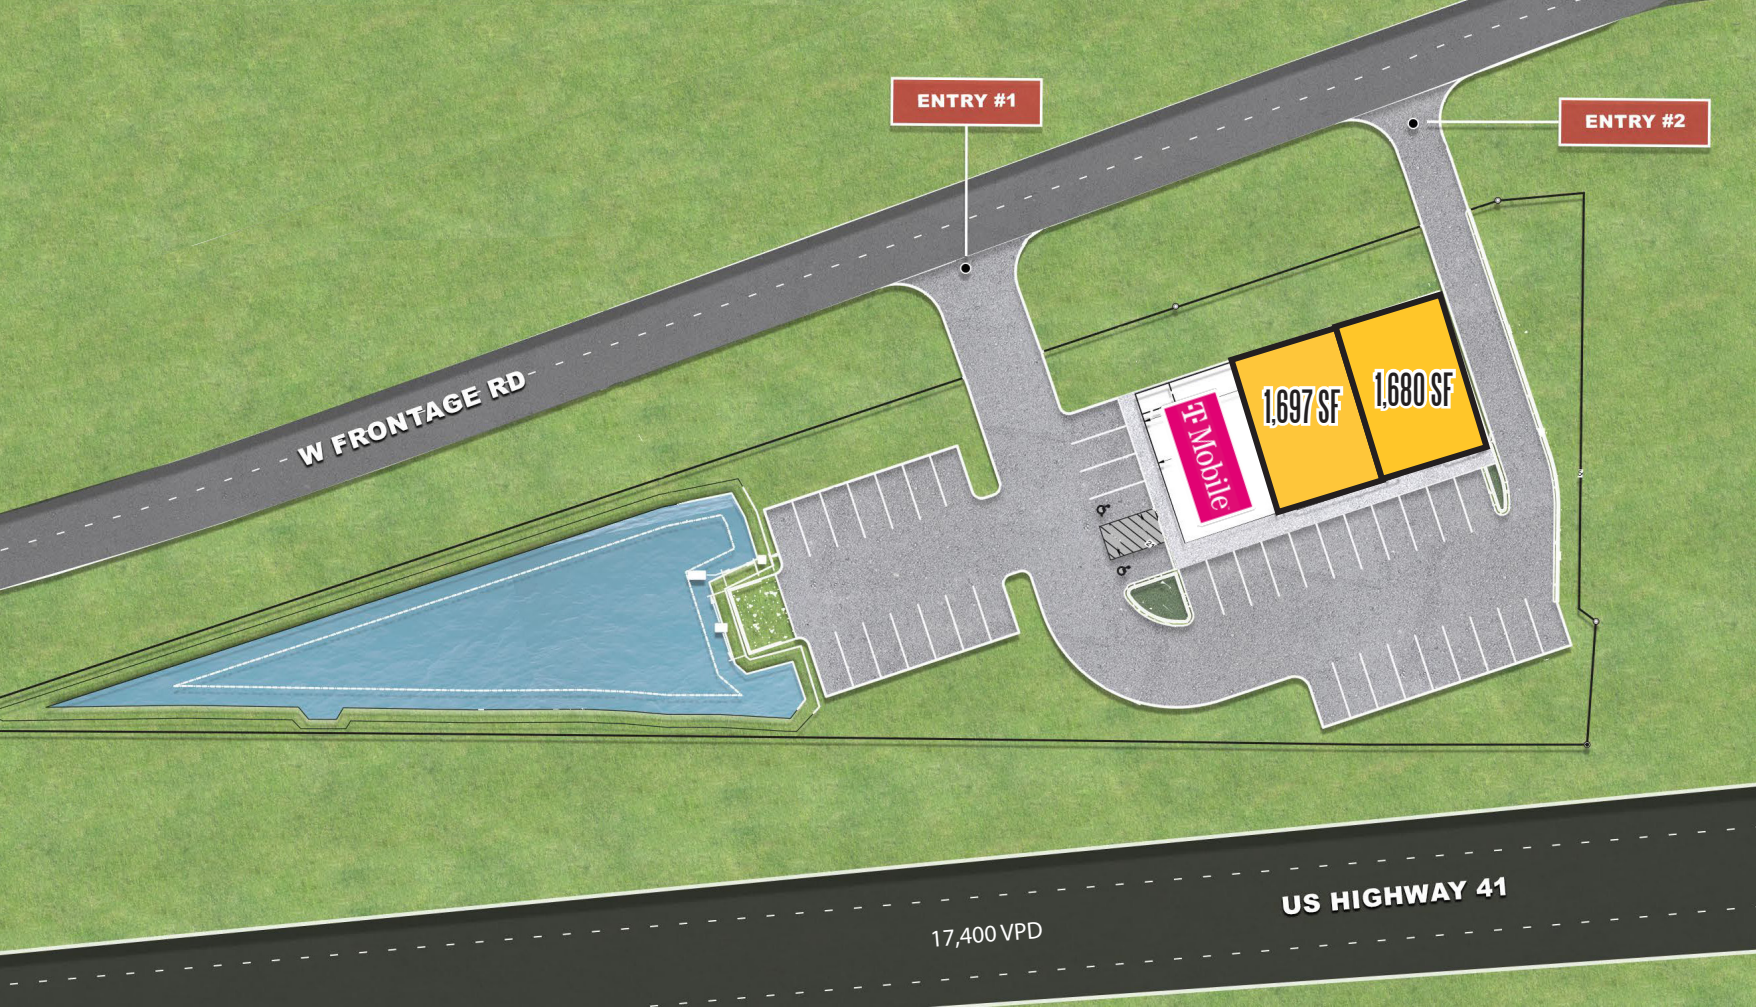 ENTRY #1
ENTRY #2
W FRONTAGE RD
1,697 SF
1,680 SF
T Mobile
US HIGHWAY 41
17,400 VPD